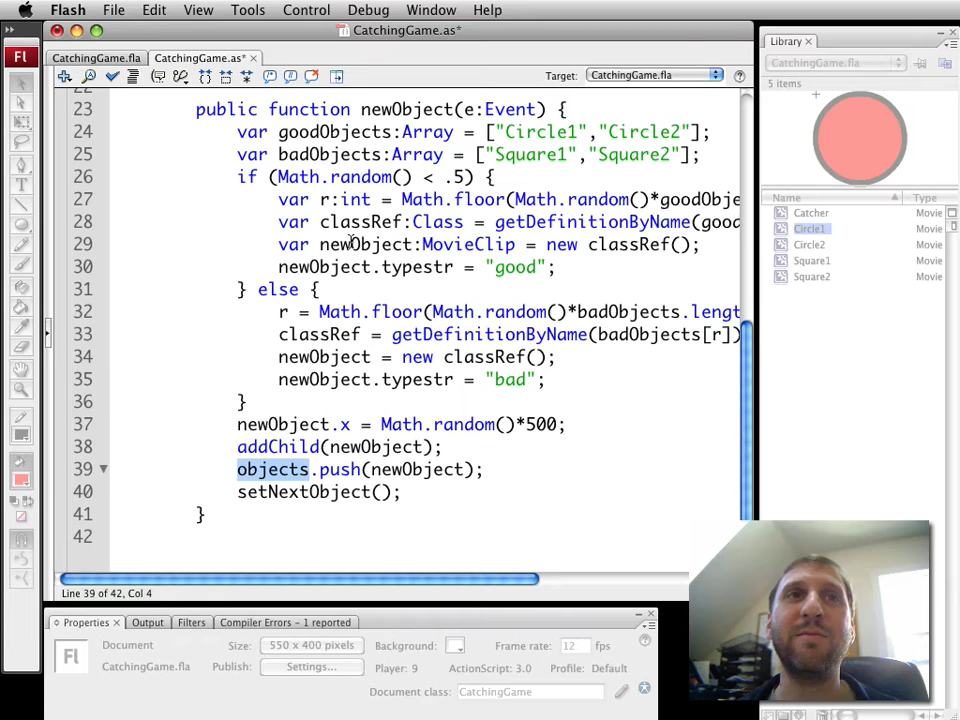 Flash File Edit View Tools Control Debug Window Help
CatchingGame.as*
Fl
CatchingGame.fla CatchingGame.as*
Target: CatchingGame.fla
23 public function newObject(e:Event) {
24 var goodObjects:Array = ["Circle1","Circle2"];
25 var badObjects:Array = ["Square1","Square2"];
26 if (Math.random() < .5) {
27 var r:int = Math.floor(Math.random()*goodObje
28 var classRef:Class = getDefinitionByName(good
29 var newObject:MovieClip = new classRef();
30 newObject.typestr = "good";
31 } else {
32 r = Math.floor(Math.random()*badObjects.lengt
33 classRef = getDefinitionByName(badObjects[r])
34 newObject = new classRef();
35 newObject.typestr = "bad";
36 }
37 newObject.x = Math.random()*500;
38 addChild(newObject);
39 objects.push(newObject);
40 setNextObject();
41 }
42
Line 39 of 42, Col 4
Library
CatchingGame.fla
5 items
Name Type
Catcher Movie
Circle1 Movie
Circle2 Movie
Square1 Movie
Square2 Movie
Properties Output Filters Compiler Errors - 1 reported
Fl
Document
CatchingGame.fla
Size: 550 x 400 pixels
Background:
Frame rate: 12 fps
Publish: Settings...
Player: 9
ActionScript: 3.0
Profile: Default
Document class: CatchingGame